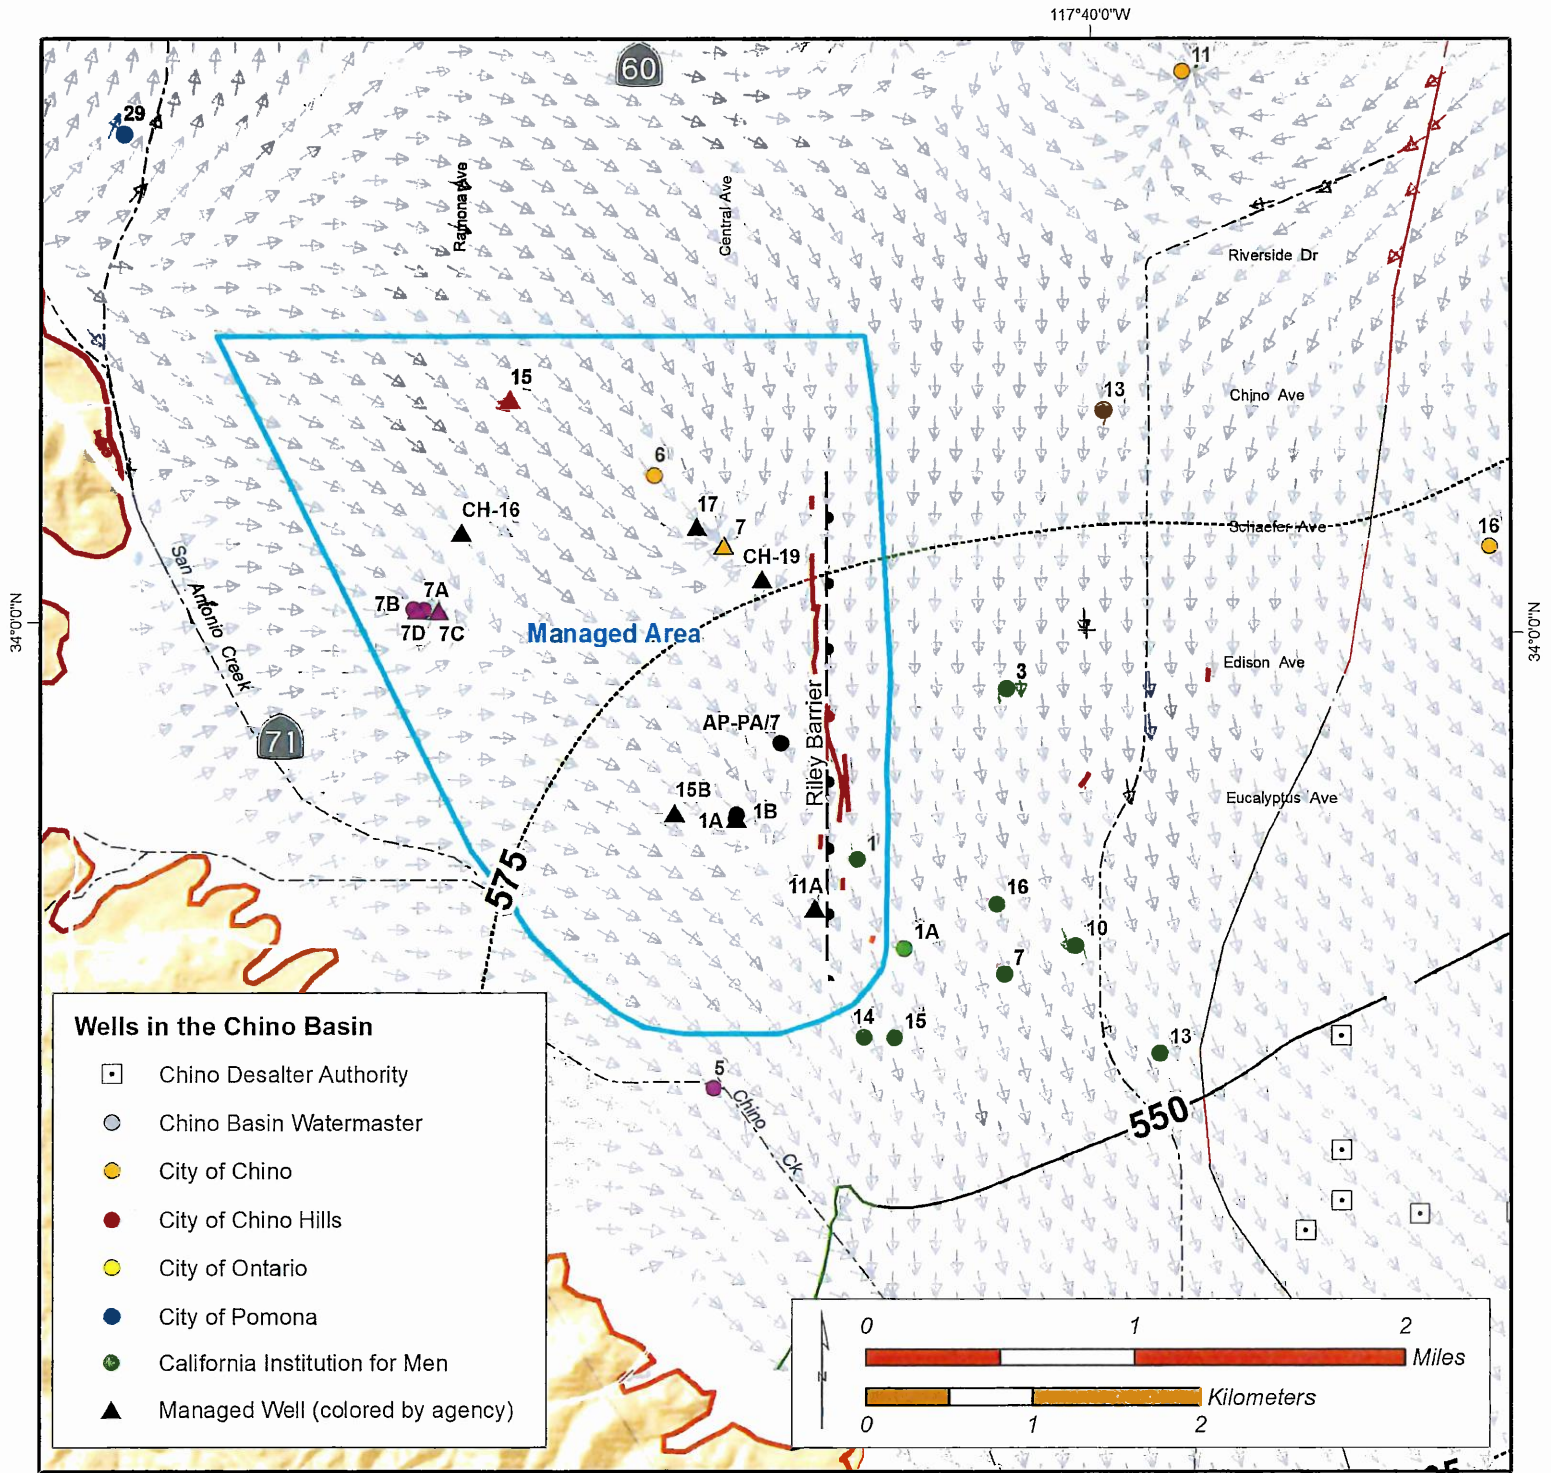 117°40'0"W
60
11
29
Ramona Ave
Central Ave
Riverside Dr
15
13
Chino Ave
6
CH-16
17
7
Schaefer Ave
16
CH-19
San Antonio Creek
7B
7A
7D
7C
34°0'0"N
34°0'0"N
Managed Area
Edison Ave
3
Riley Barrier
AP-PA/7
71
15B
1A
1B
Eucalyptus Ave
1
575
11A
16
1A
10
7
14
15
13
5
Chino Ck
550
Wells in the Chino Basin
Chino Desalter Authority
Chino Basin Watermaster
City of Chino
City of Chino Hills
City of Ontario
City of Pomona
California Institution for Men
Managed Well (colored by agency)
N
0
1
2
Miles
Kilometers
0
1
2